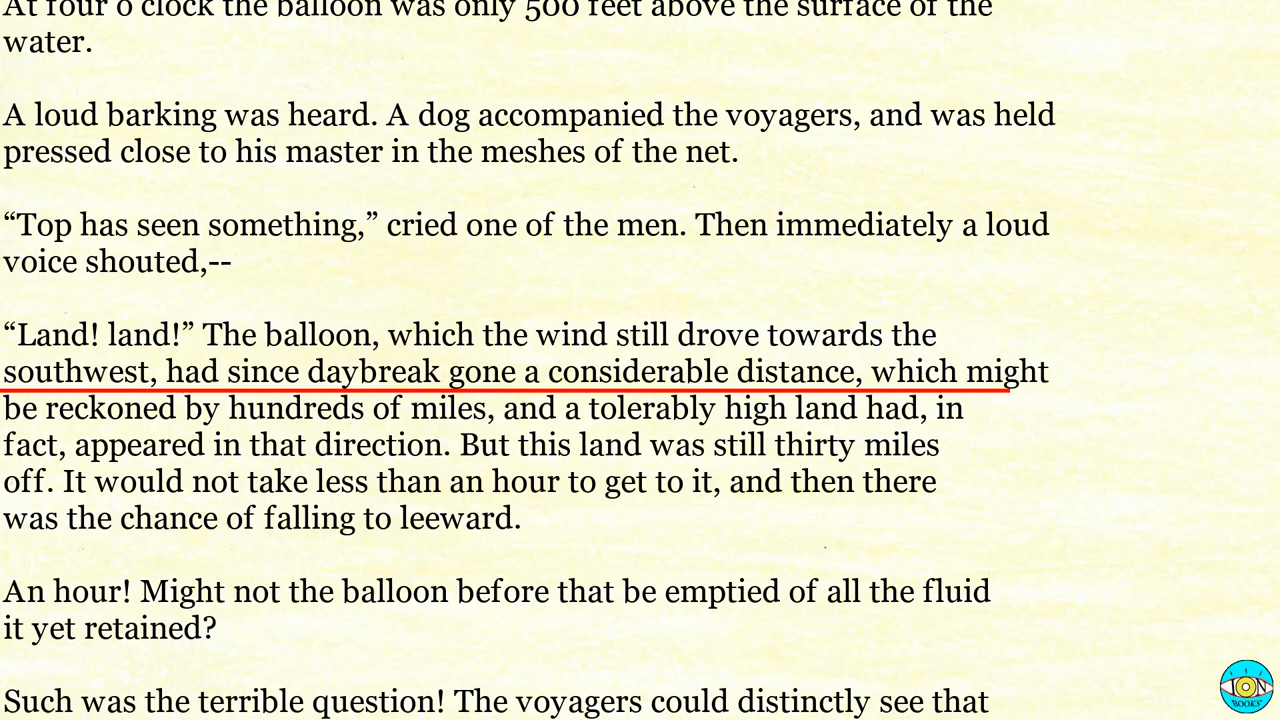 At four o'clock the balloon was only 500 feet above the surface of the
water.
A loud barking was heard. A dog accompanied the voyagers, and was held
pressed close to his master in the meshes of the net.
“Top has seen something,” cried one of the men. Then immediately a loud
voice shouted,--
“Land! land!” The balloon, which the wind still drove towards the
southwest, had since daybreak gone a considerable distance, which might
be reckoned by hundreds of miles, and a tolerably high land had, in
fact, appeared in that direction. But this land was still thirty miles
off. It would not take less than an hour to get to it, and then there
was the chance of falling to leeward.
An hour! Might not the balloon before that be emptied of all the fluid
it yet retained?
Such was the terrible question! The voyagers could distinctly see that
ION
BOOKS